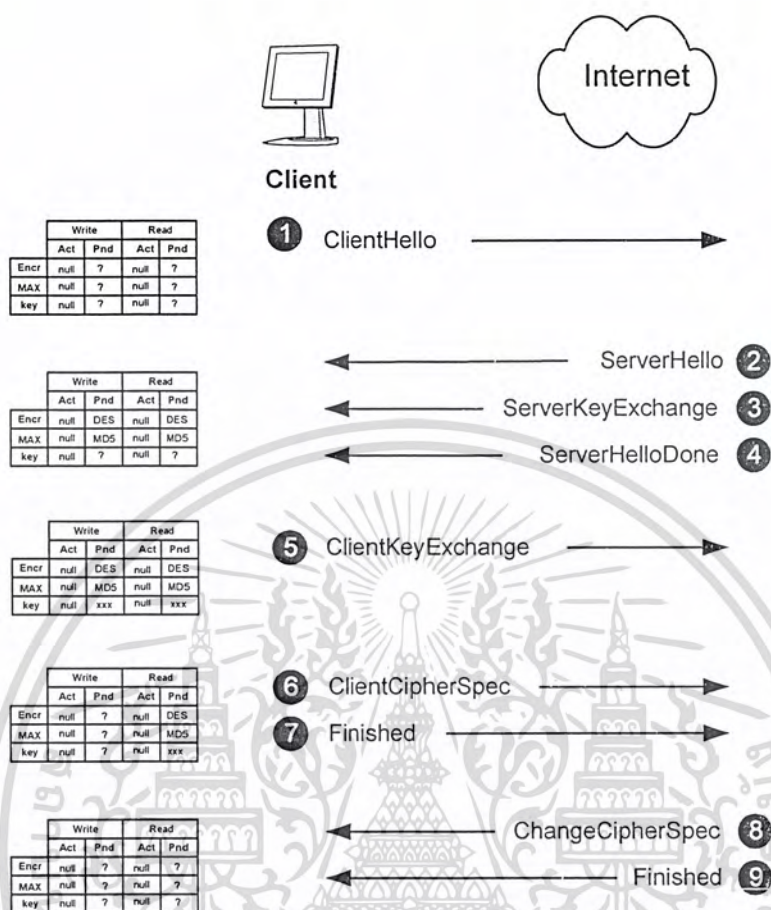 Internet
Client
Write Read
Act Pnd Act Pnd
Encr null ? null ?
MAX null ? null ?
key null ? null ?
1 ClientHello
ServerHello 2
ServerKeyExchange 3
ServerHelloDone 4
Write Read
Act Pnd Act Pnd
Encr null DES null DES
MAX null MD5 null MD5
key null ? null ?
5 ClientKeyExchange
Write Read
Act Pnd Act Pnd
Encr null DES null DES
MAX null MD5 null MD5
key null xxx null xxx
6 ClientCipherSpec
7 Finished
Write Read
Act Pnd Act Pnd
Encr null ? null DES
MAX null ? null MD5
key null ? null xxx
ChangeCipherSpec 8
Finished 9
Write Read
Act Pnd Act Pnd
Encr null ? null ?
MAX null ? null ?
key null ? null ?